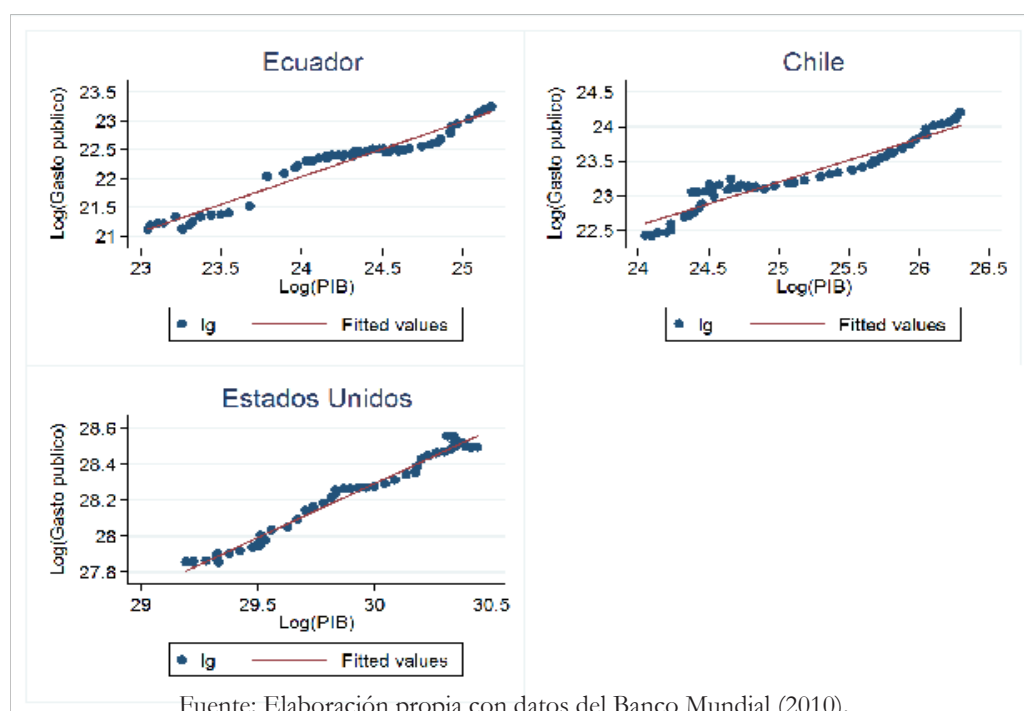 Ecuador
Log(Gasto publico)
23.5
23
22.5
22
21.5
21
23 23.5 24 24.5 25
Log(PIB)
lg Fitted values
Chile
Log(Gasto publico)
24.5
24
23.5
23
22.5
24 24.5 25 25.5 26 26.5
Log(PIB)
lg Fitted values
Estados Unidos
Log(Gasto publico)
28.6
28.4
28.2
28
27.8
29 29.5 30 30.5
Log(PIB)
lg Fitted values
Fuente: Elaboración propia con datos del Banco Mundial (2010).